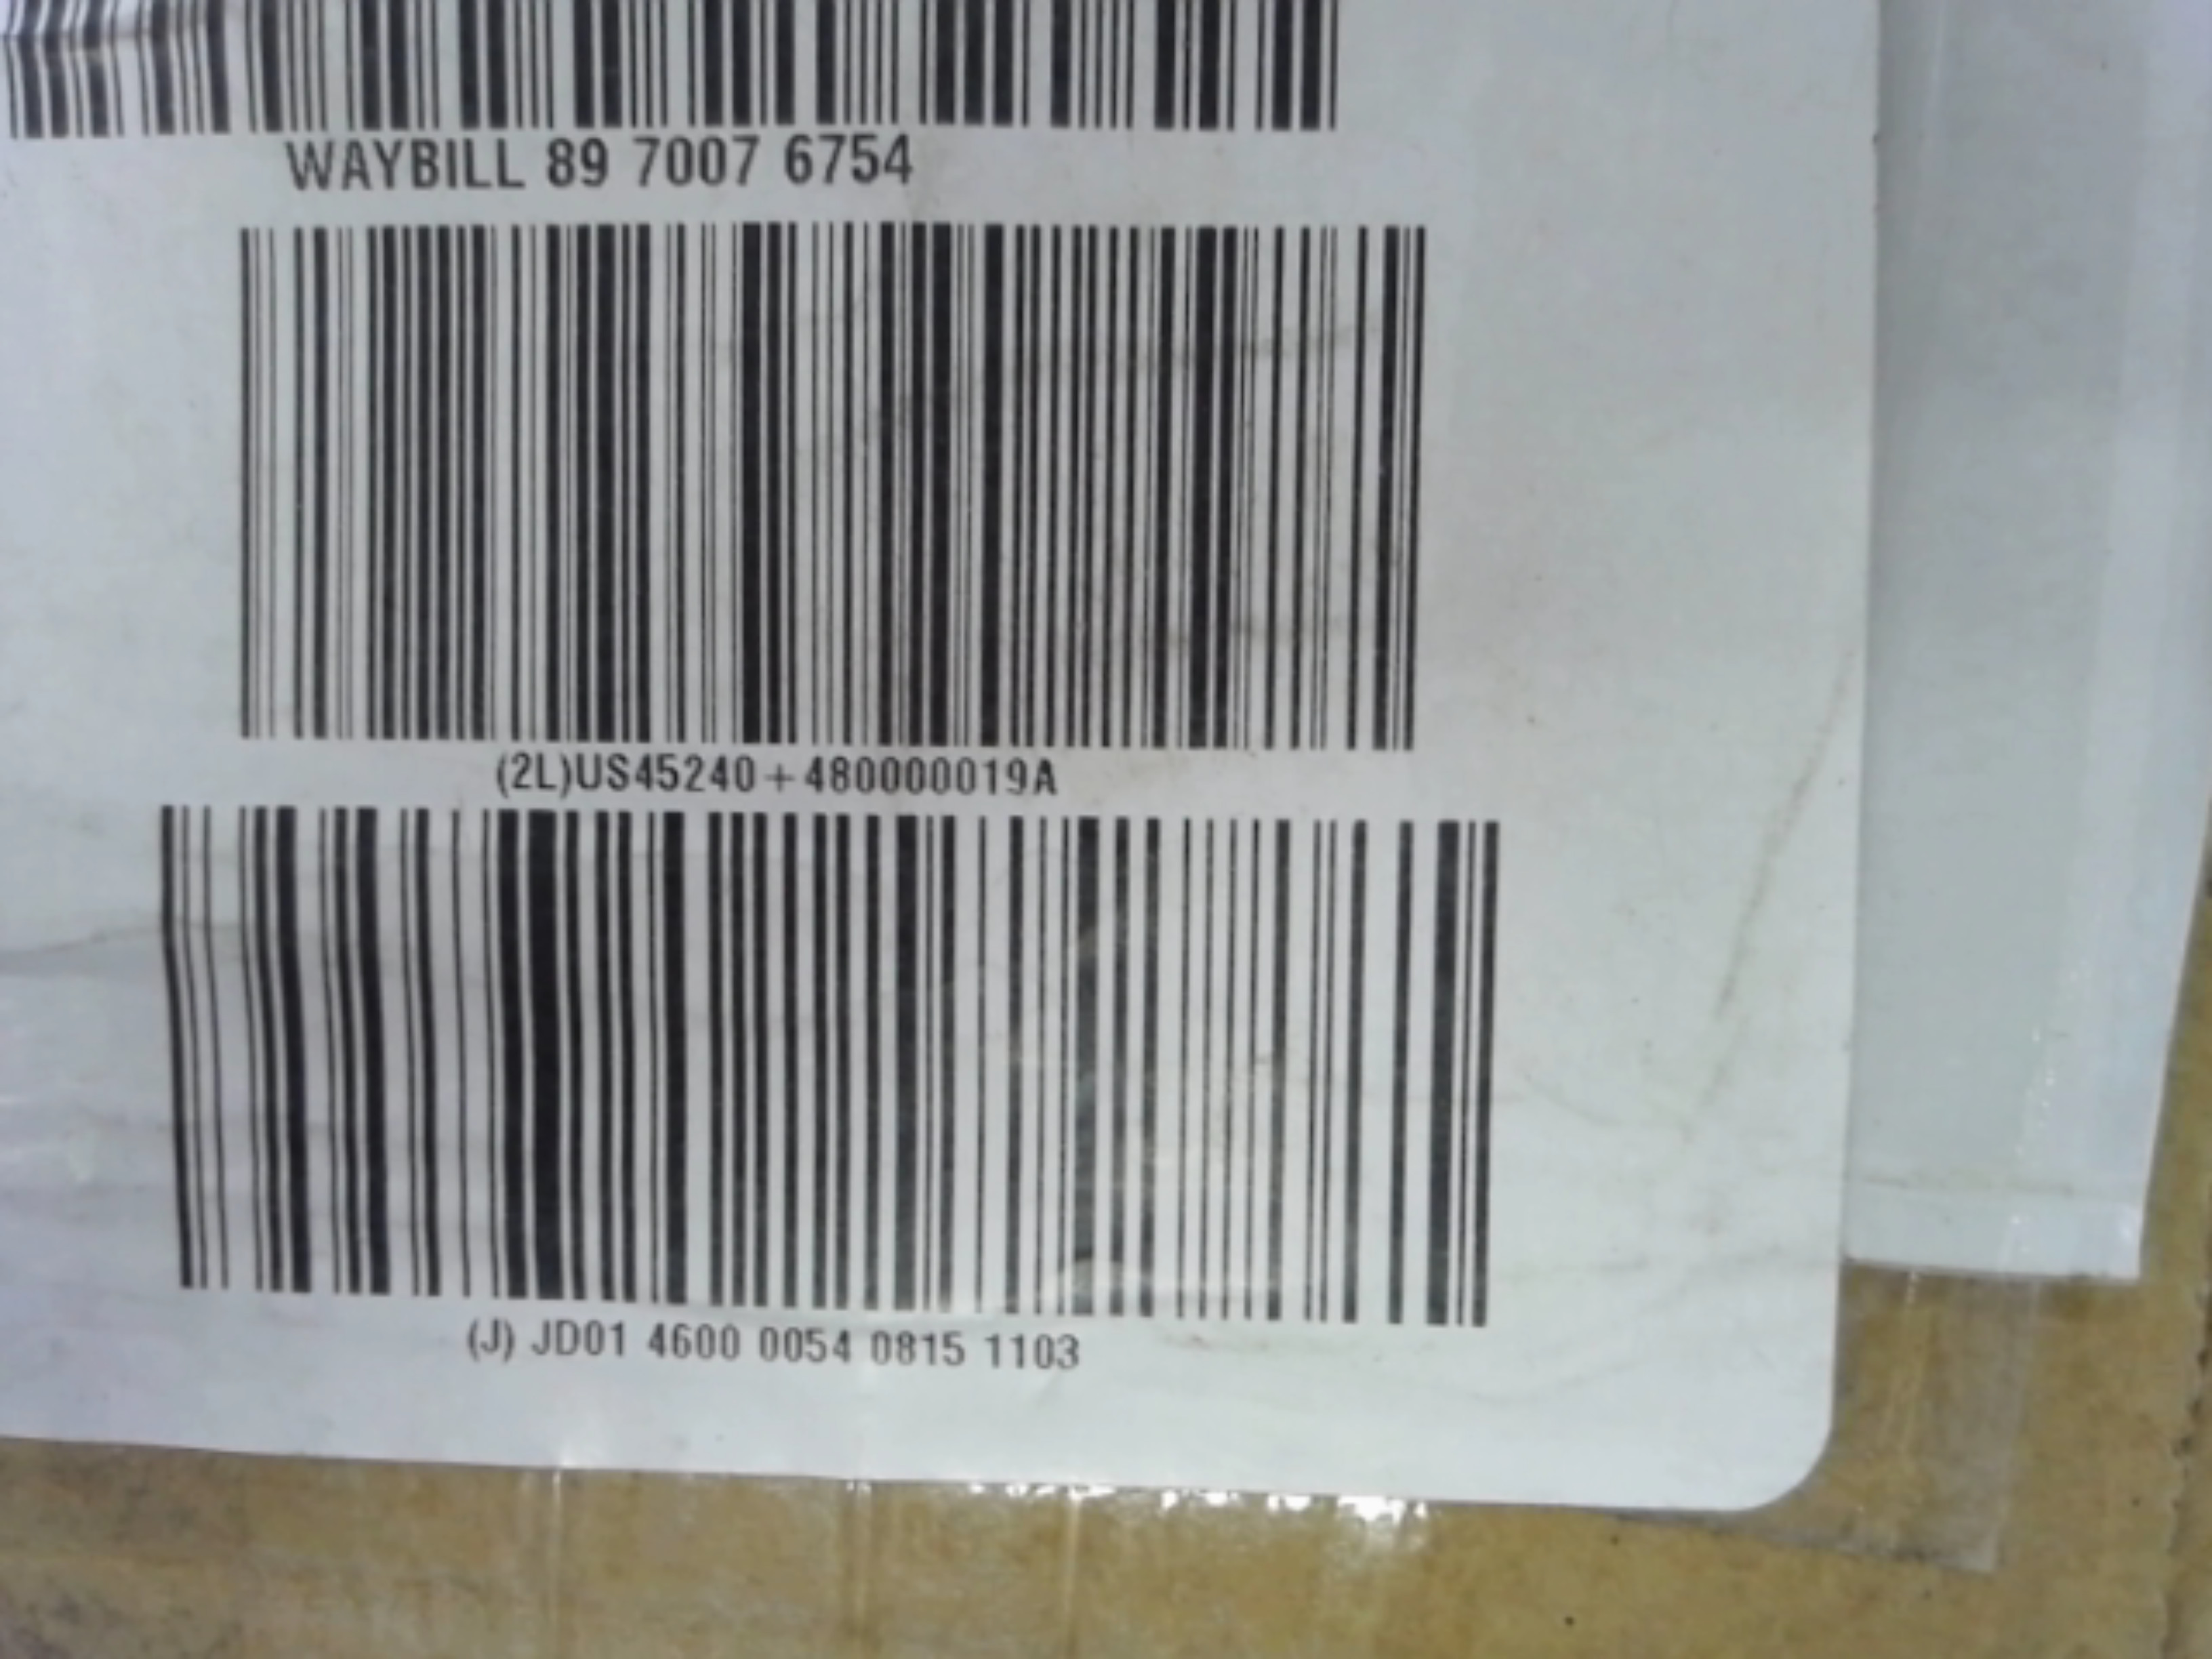 WAYBILL 89 7007 6754
(2L)US45240+480000019A
(J) JD01 4600 0054 0815 1103